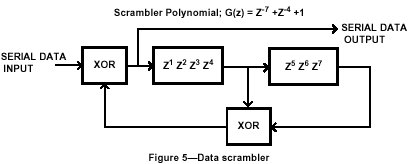 Scrambler Polynomial; G(z) = Z⁻⁷ +Z⁻⁴ +1
SERIAL DATA
OUTPUT
SERIAL DATA
INPUT
XOR
Z¹ Z² Z³ Z⁴
Z⁵ Z⁶ Z⁷
XOR
Figure 5—Data scrambler